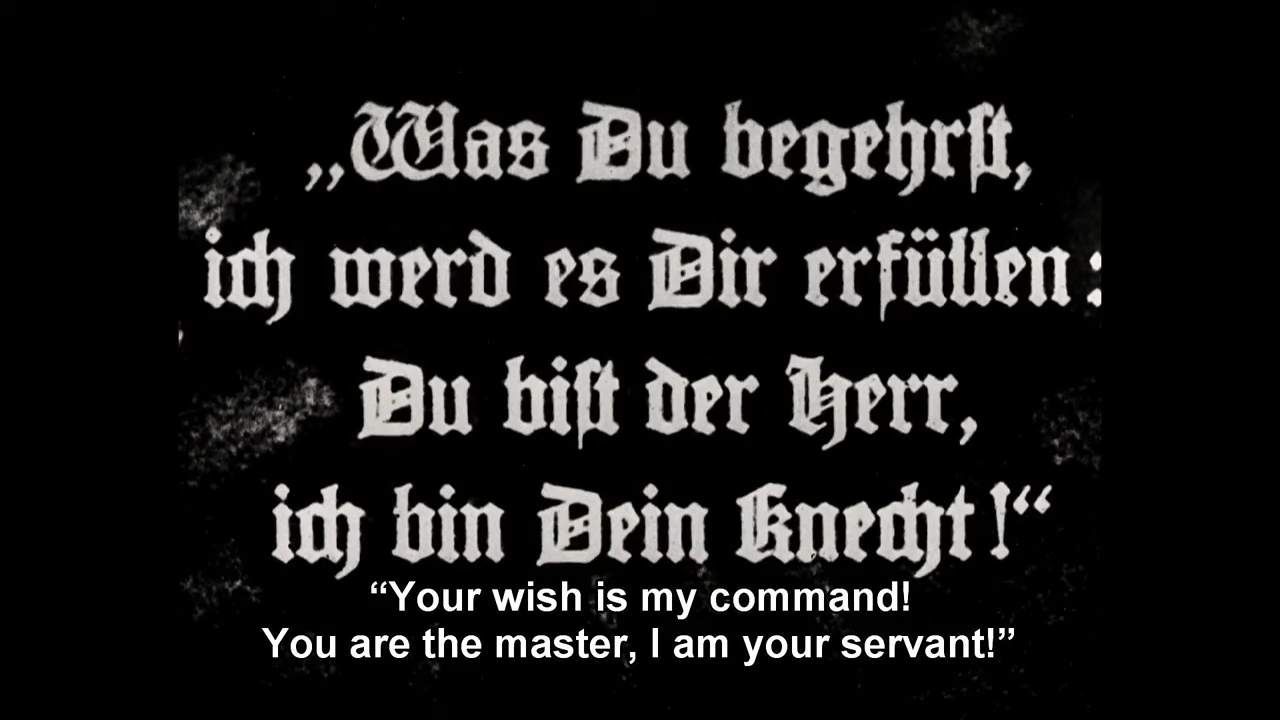 „Was Du begehrst,
ich werd es Dir erfüllen:
Du bist der Herr,
ich bin Dein Knecht!“
“Your wish is my command!
You are the master, I am your servant!”